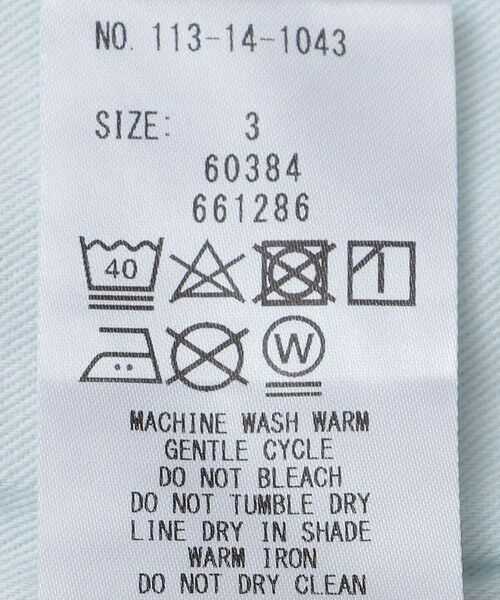 NO. 113-14-1043
SIZE: 3
60384
661286
40
W
MACHINE WASH WARM
GENTLE CYCLE
DO NOT BLEACH
DO NOT TUMBLE DRY
LINE DRY IN SHADE
WARM IRON
DO NOT DRY CLEAN